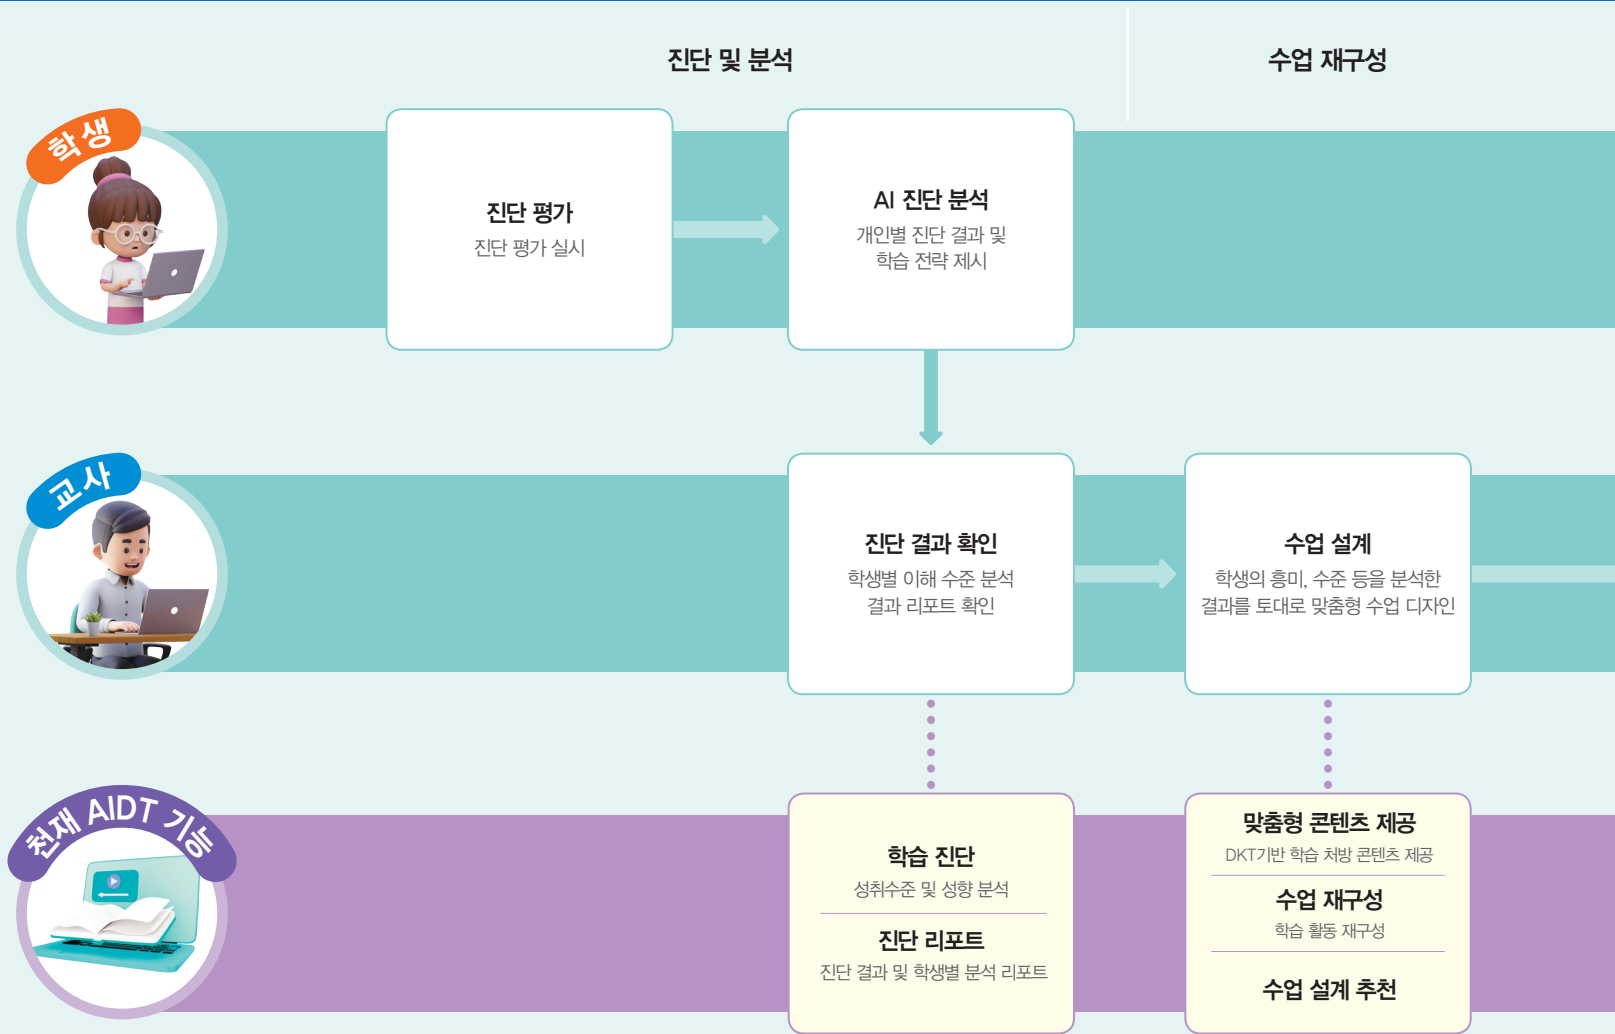 진단 및 분석
수업 재구성
학생
진단 평가
진단 평가 실시
AI 진단 분석
개인별 진단 결과 및
학습 전략 제시
교사
진단 결과 확인
학생별 이해 수준 분석
결과 리포트 확인
수업 설계
학생의 흥미, 수준 등을 분석한
결과를 토대로 맞춤형 수업 디자인
천재 AIDT 기능
학습 진단
성취수준 및 성향 분석
진단 리포트
진단 결과 및 학생별 분석 리포트
맞춤형 콘텐츠 제공
DKT기반 학습 처방 콘텐츠 제공
수업 재구성
학습 활동 재구성
수업 설계 추천